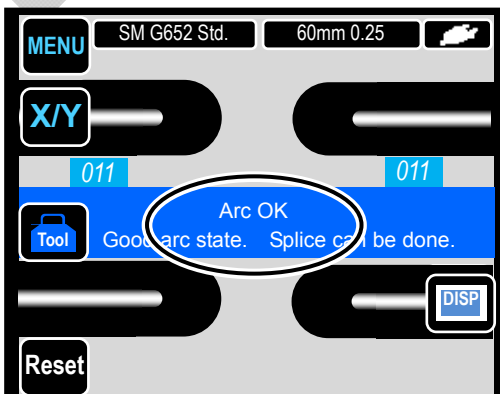 MENU
SM G652 Std.
60mm 0.25
X/Y
011
011
Arc OK
Tool
Good arc state. Splice can be done.
DISP
Reset